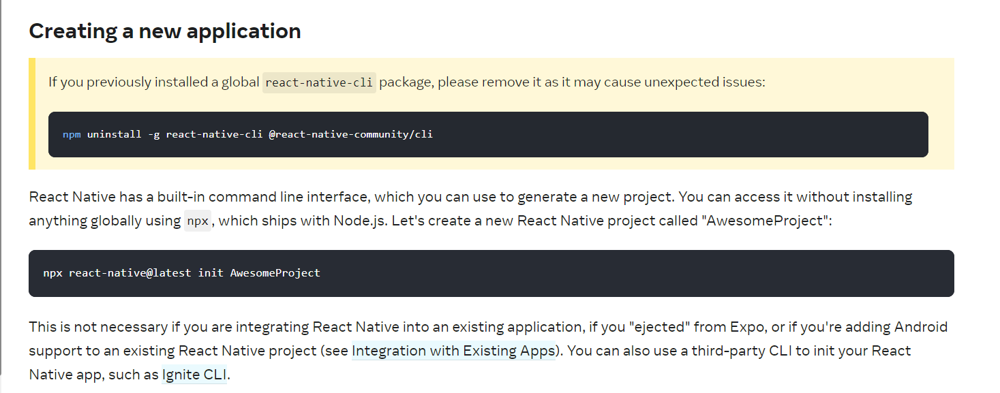 Creating a new application
If you previously installed a global react-native-cli package, please remove it as it may cause unexpected issues:
npm uninstall -g react-native-cli @react-native-community/cli
React Native has a built-in command line interface, which you can use to generate a new project. You can access it without installing
anything globally using npx, which ships with Node.js. Let's create a new React Native project called "AwesomeProject":
npx react-native@latest init AwesomeProject
This is not necessary if you are integrating React Native into an existing application, if you "ejected" from Expo, or if you're adding Android
support to an existing React Native project (see Integration with Existing Apps). You can also use a third-party CLI to init your React
Native app, such as Ignite CLI.